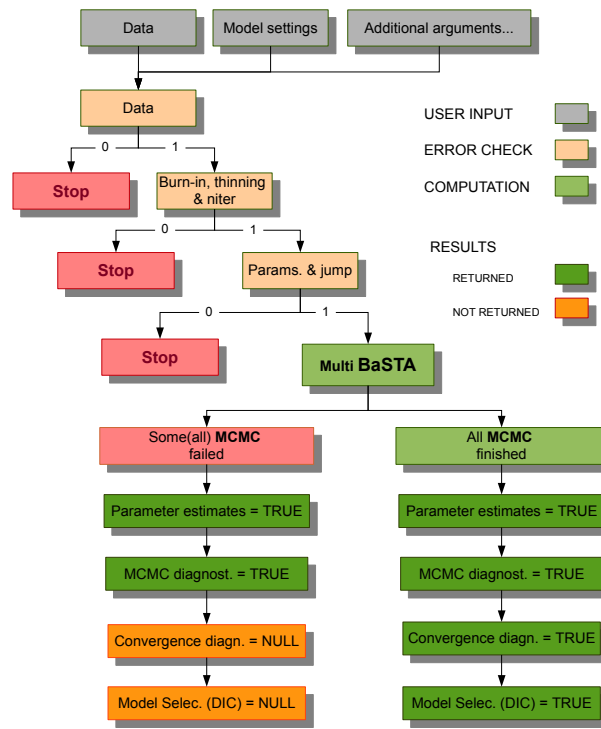 Data
Model settings
Additional arguments...
Data
USER INPUT
ERROR CHECK
COMPUTATION
0
1
Stop
Burn-in, thinning
& niter
0
1
RESULTS
RETURNED
NOT RETURNED
Stop
Params. & jump
0
1
Stop
Multi BaSTA
Some(all) MCMC
failed
All MCMC
finished
Parameter estimates = TRUE
Parameter estimates = TRUE
MCMC diagnost. = TRUE
MCMC diagnost. = TRUE
Convergence diagn. = NULL
Convergence diagn. = TRUE
Model Selec. (DIC) = NULL
Model Selec. (DIC) = TRUE